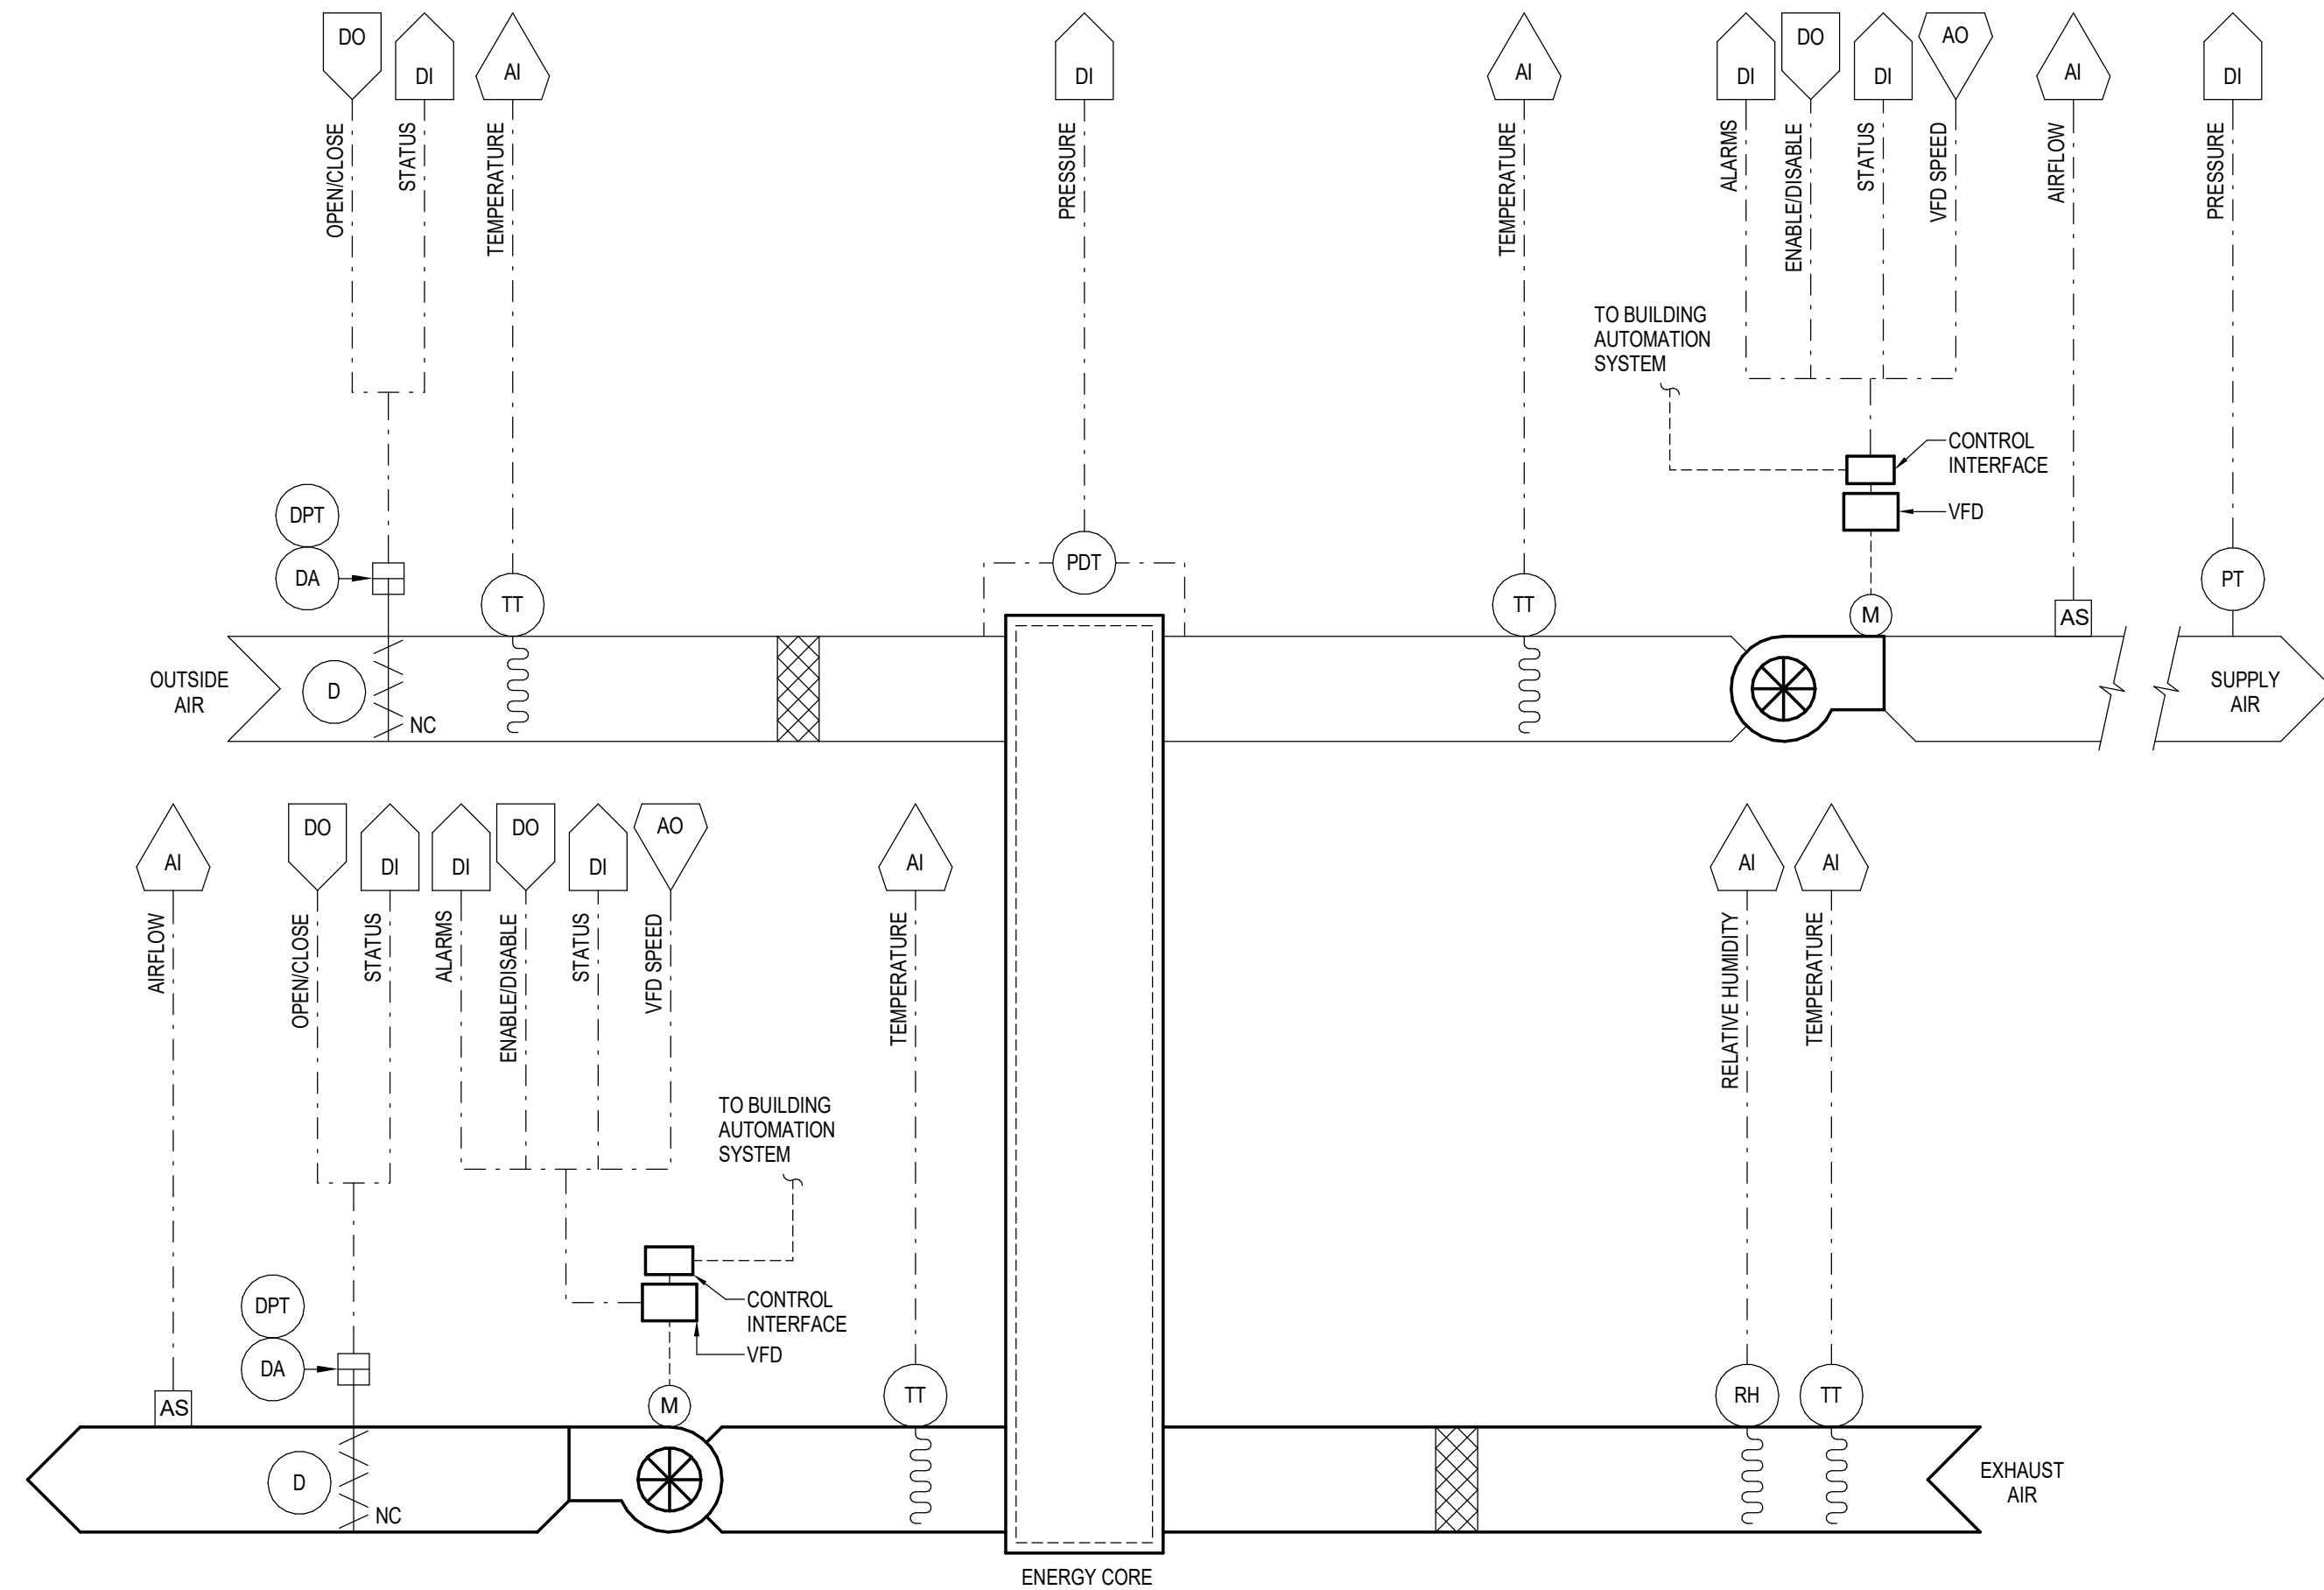 DO
DI
AI
DI
AI
DI
DO
DI
AO
AI
DI
OPEN/CLOSE
STATUS
TEMPERATURE
PRESSURE
TEMPERATURE
ALARMS
ENABLE/DISABLE
STATUS
VFD SPEED
AIRFLOW
PRESSURE
TO BUILDING
AUTOMATION
SYSTEM
CONTROL
INTERFACE
VFD
DPT
DA
TT
PDT
TT
M
AS
PT
OUTSIDE
AIR
D
NC
SUPPLY
AIR
AI
DO
DI
DI
DO
DI
AO
AI
AI
AI
AIRFLOW
OPEN/CLOSE
STATUS
ALARMS
ENABLE/DISABLE
STATUS
VFD SPEED
TEMPERATURE
RELATIVE HUMIDITY
TEMPERATURE
TO BUILDING
AUTOMATION
SYSTEM
CONTROL
INTERFACE
VFD
DPT
DA
AS
M
TT
RH
TT
D
NC
EXHAUST
AIR
ENERGY CORE